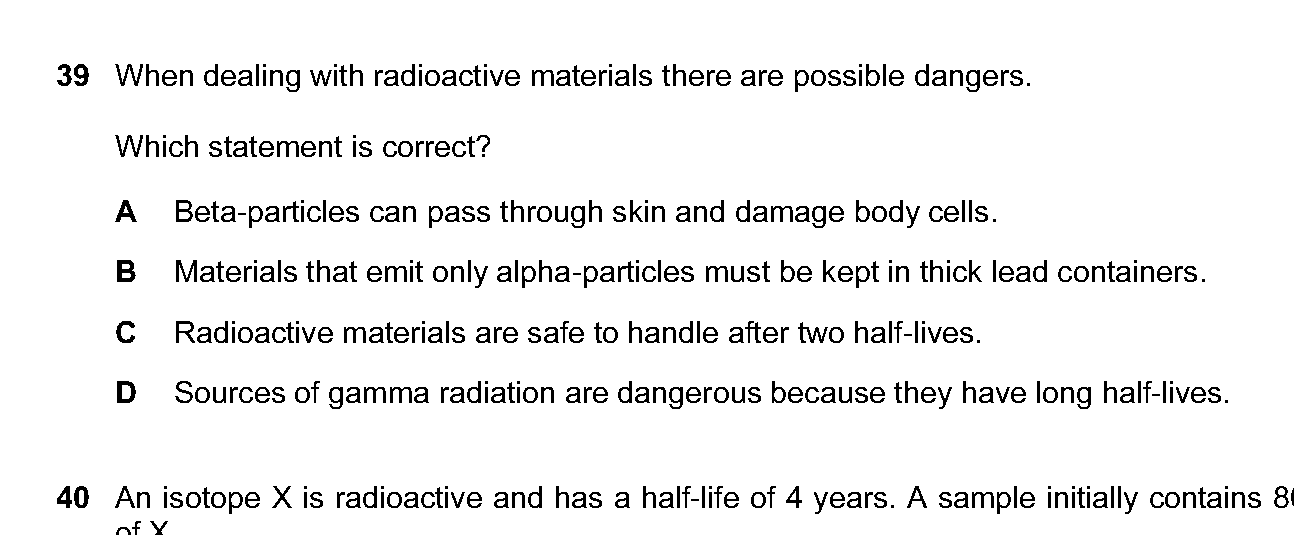 39 When dealing with radioactive materials there are possible dangers.
Which statement is correct?
A Beta-particles can pass through skin and damage body cells.
B Materials that emit only alpha-particles must be kept in thick lead containers.
C Radioactive materials are safe to handle after two half-lives.
D Sources of gamma radiation are dangerous because they have long half-lives.
40 An isotope X is radioactive and has a half-life of 4 years. A sample initially contains
of X